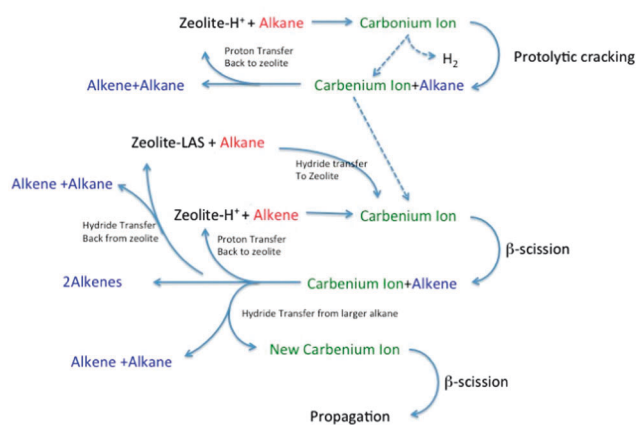 Zeolite-H⁺ + Alkane
Carbonium Ion
Proton Transfer
Back to zeolite
H₂
Protolytic cracking
Alkene+Alkane
Carbenium Ion+Alkane
Zeolite-LAS + Alkane
Hydride transfer
To Zeolite
Alkene +Alkane
Zeolite-H⁺ + Alkene
Carbenium Ion
Hydride Transfer
Back from zeolite
Proton Transfer
Back to zeolite
β-scission
2Alkenes
Carbenium Ion+Alkene
Hydride Transfer from larger alkane
Alkene +Alkane
New Carbenium Ion
β-scission
Propagation